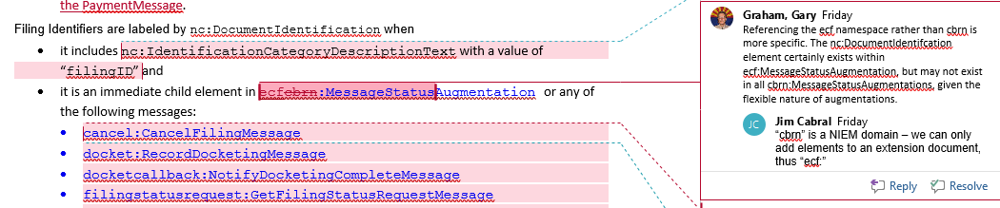 the PaymentMessage.
Filing Identifiers are labeled by nc:DocumentIdentification when
• it includes nc:IdentificationCategoryDescriptionText with a value of
“filingID” and
• it is an immediate child element in ecfcbrn:MessageStatusAugmentation or any of
the following messages:
• cancel:CancelFilingMessage
• docket:RecordDocketingMessage
• docketcallback:NotifyDocketingCompleteMessage
• filingstatusrequest:GetFilingStatusRequestMessage
Graham, Gary Friday
Referencing the ecf namespace rather than cbrn is
more specific. The nc:DocumentIdentifcation
element certainly exists within
ecf:MessageStatusAugmentation, but may not exist
in all cbrn:MessageStatusAugmentations, given the
flexible nature of augmentations.
JC Jim Cabral Friday
“cbrn” is a NIEM domain – we can only
add elements to an extension document,
thus “ecf:”
Reply Resolve